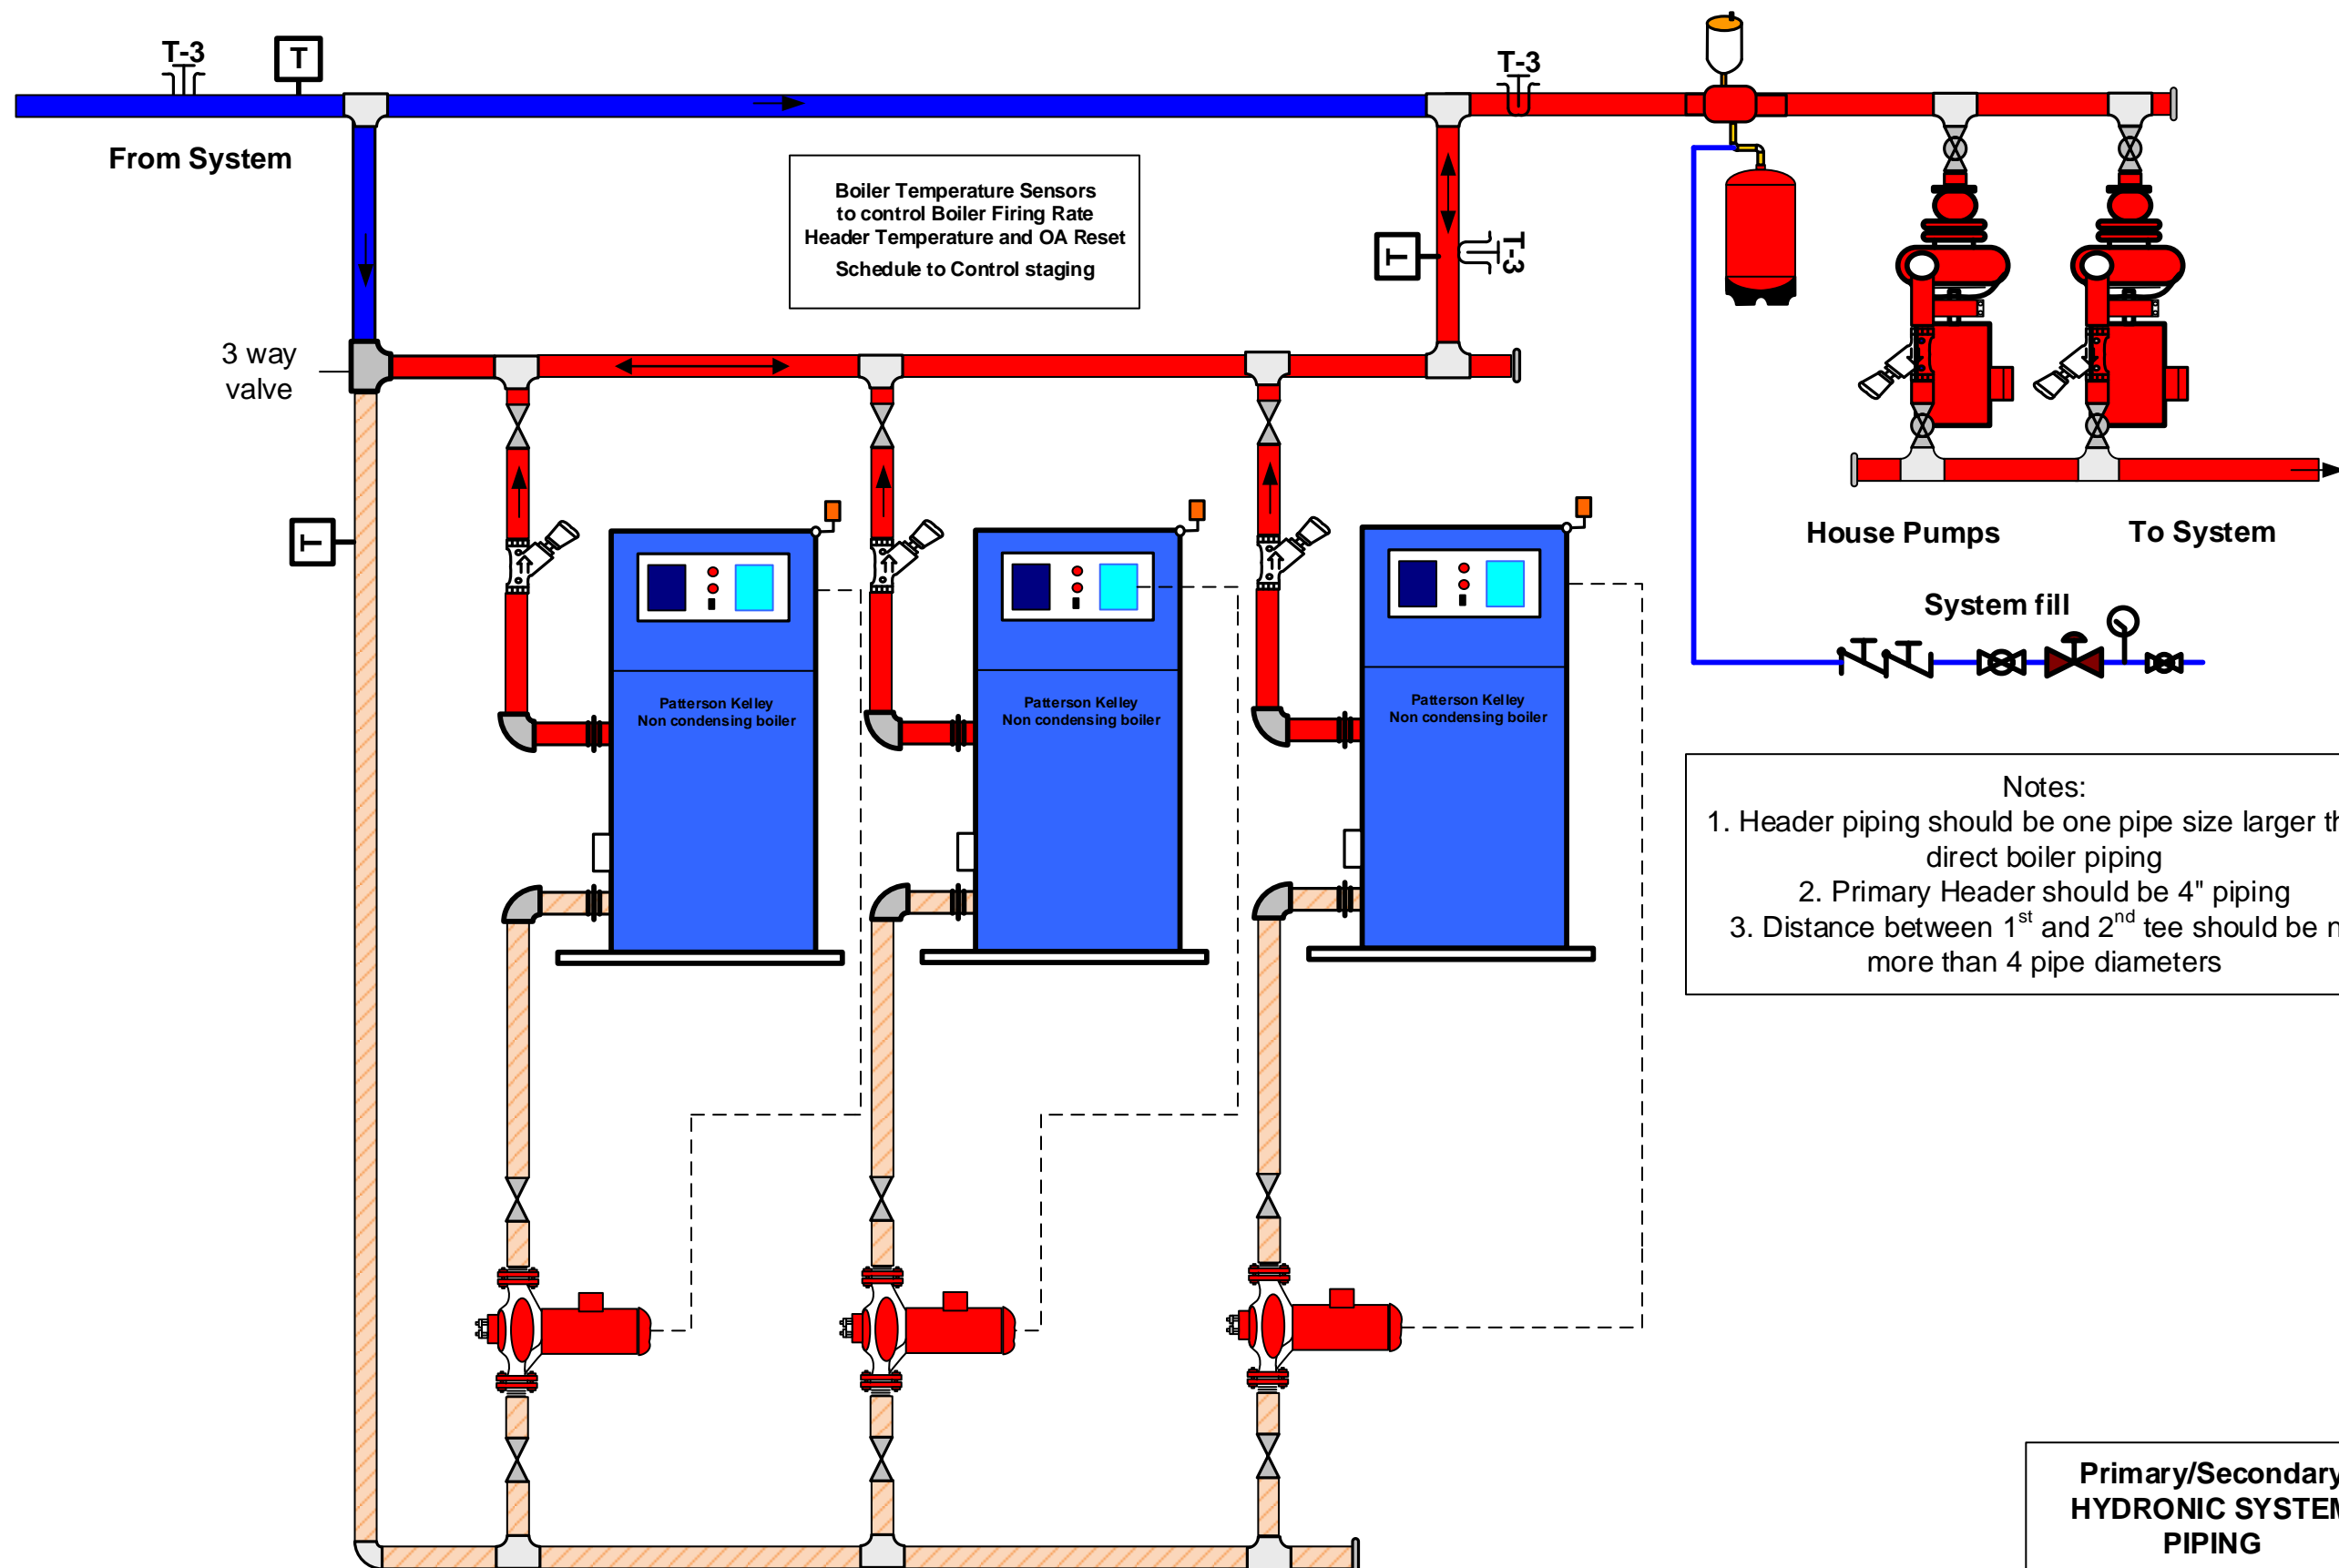 T-3
T
T-3
From System
Boiler Temperature Sensors
to control Boiler Firing Rate
Header Temperature and OA Reset
Schedule to Control staging
T
T-3
3 way
valve
T
House Pumps
To System
System fill
Patterson Kelley
Non condensing boiler
Patterson Kelley
Non condensing boiler
Patterson Kelley
Non condensing boiler
Notes:
1. Header piping should be one pipe size larger th
direct boiler piping
2. Primary Header should be 4" piping
3. Distance between 1st and 2nd tee should be n
more than 4 pipe diameters
Primary/Secondary
HYDRONIC SYSTEM
PIPING